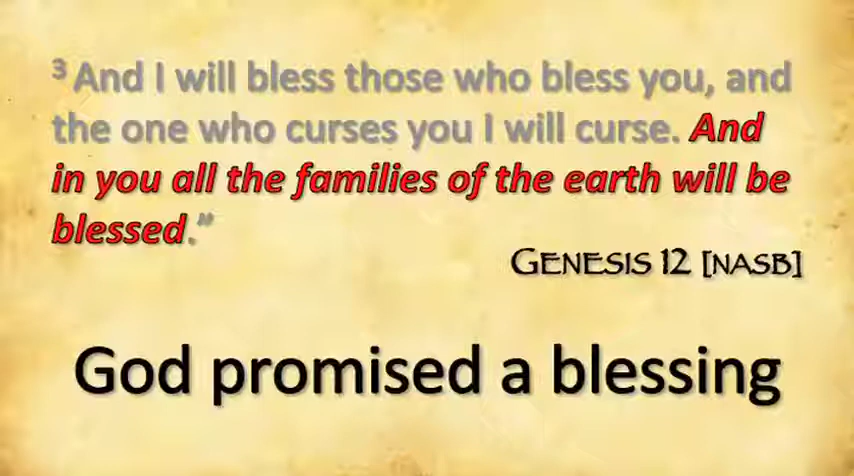 3 And I will bless those who bless you, and
the one who curses you I will curse. And
in you all the families of the earth will be
blessed.”
GENESIS 12 [NASB]
God promised a blessing